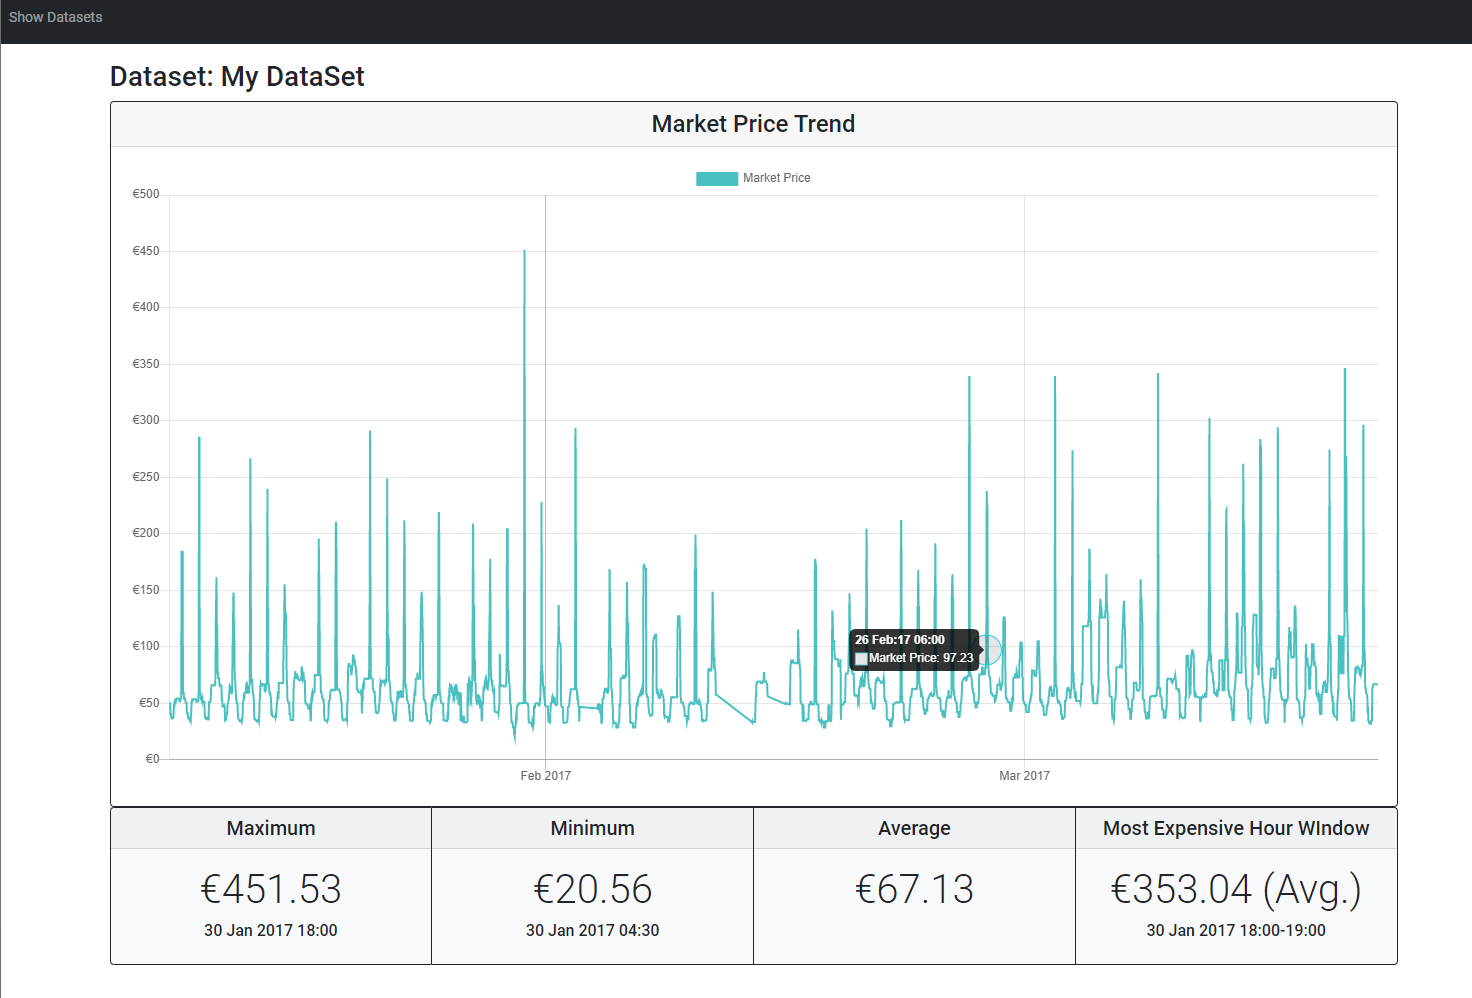 Show Datasets
Dataset: My DataSet
Market Price Trend
Market Price
€500
€450
€400
€350
€300
€250
€200
€150
€100
€50
€0
26 Feb:17 06:00
Market Price: 97.23
Feb 2017 Mar 2017
Maximum Minimum Average Most Expensive Hour WIndow
€451.53 €20.56 €67.13 €353.04 (Avg.)
30 Jan 2017 18:00 30 Jan 2017 04:30 30 Jan 2017 18:00-19:00